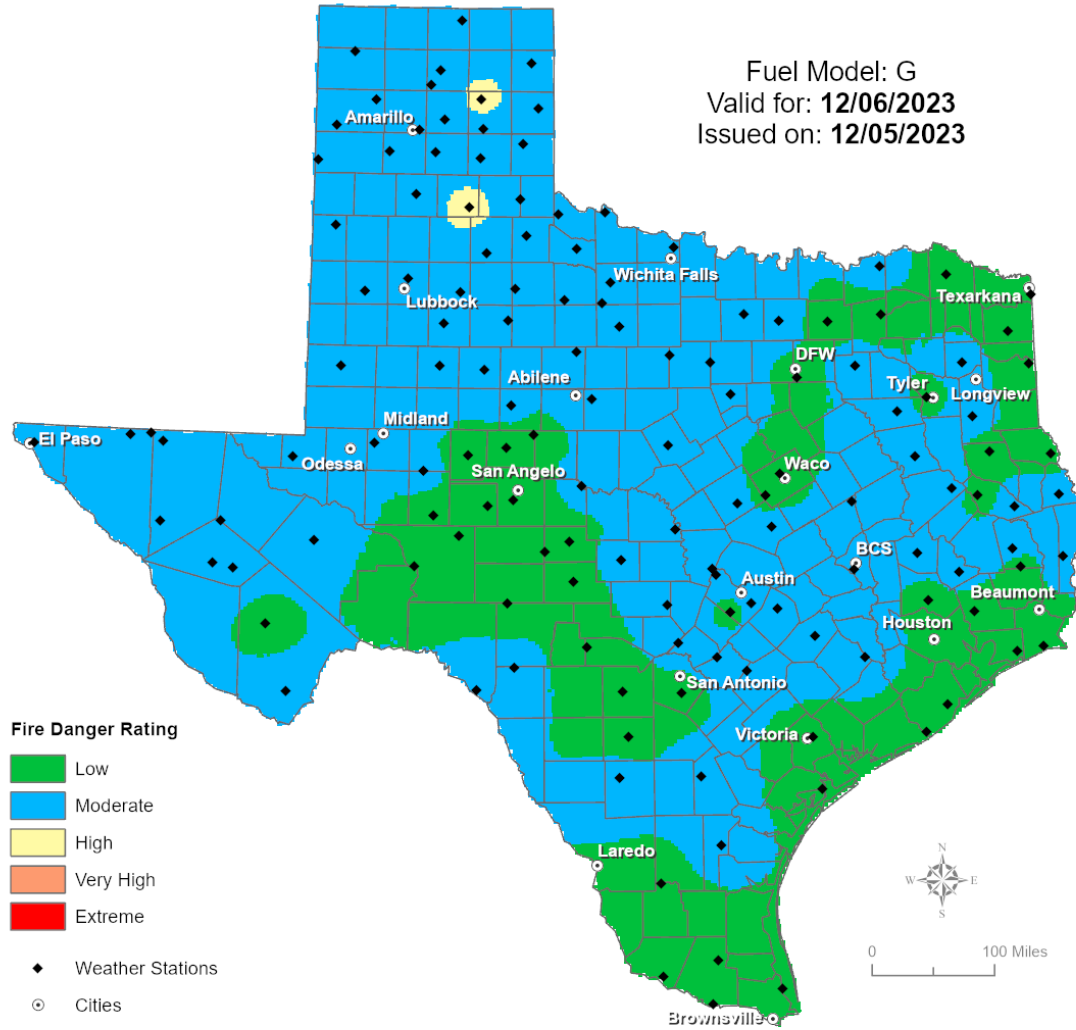 Fuel Model: G
Valid for: 12/06/2023
Issued on: 12/05/2023
Amarillo
Wichita Falls
Lubbock
Texarkana
DFW
Abilene
Tyler
Longview
Midland
El Paso
Odessa
San Angelo
Waco
BCS
Austin
Beaumont
Houston
San Antonio
Victoria
Laredo
Brownsville
Fire Danger Rating
Low
Moderate
High
Very High
Extreme
Weather Stations
Cities
N
W E
S
0 100 Miles